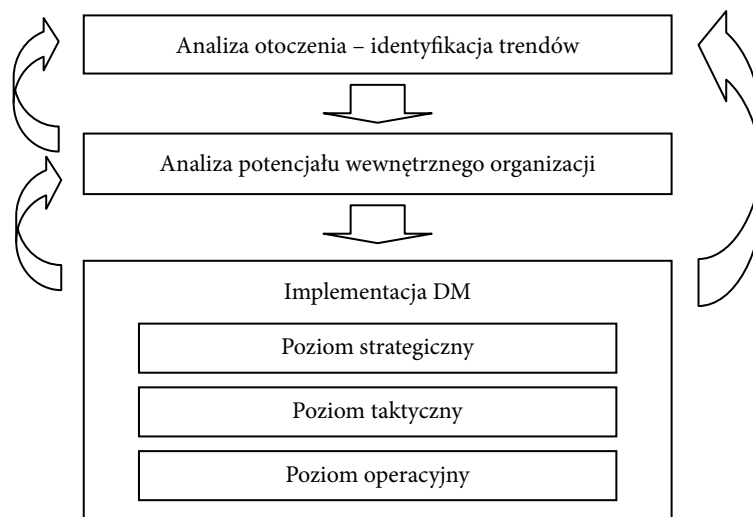 Analiza otoczenia – identyfikacja trendów
Analiza potencjału wewnętrznego organizacji
Implementacja DM
Poziom strategiczny
Poziom taktyczny
Poziom operacyjny